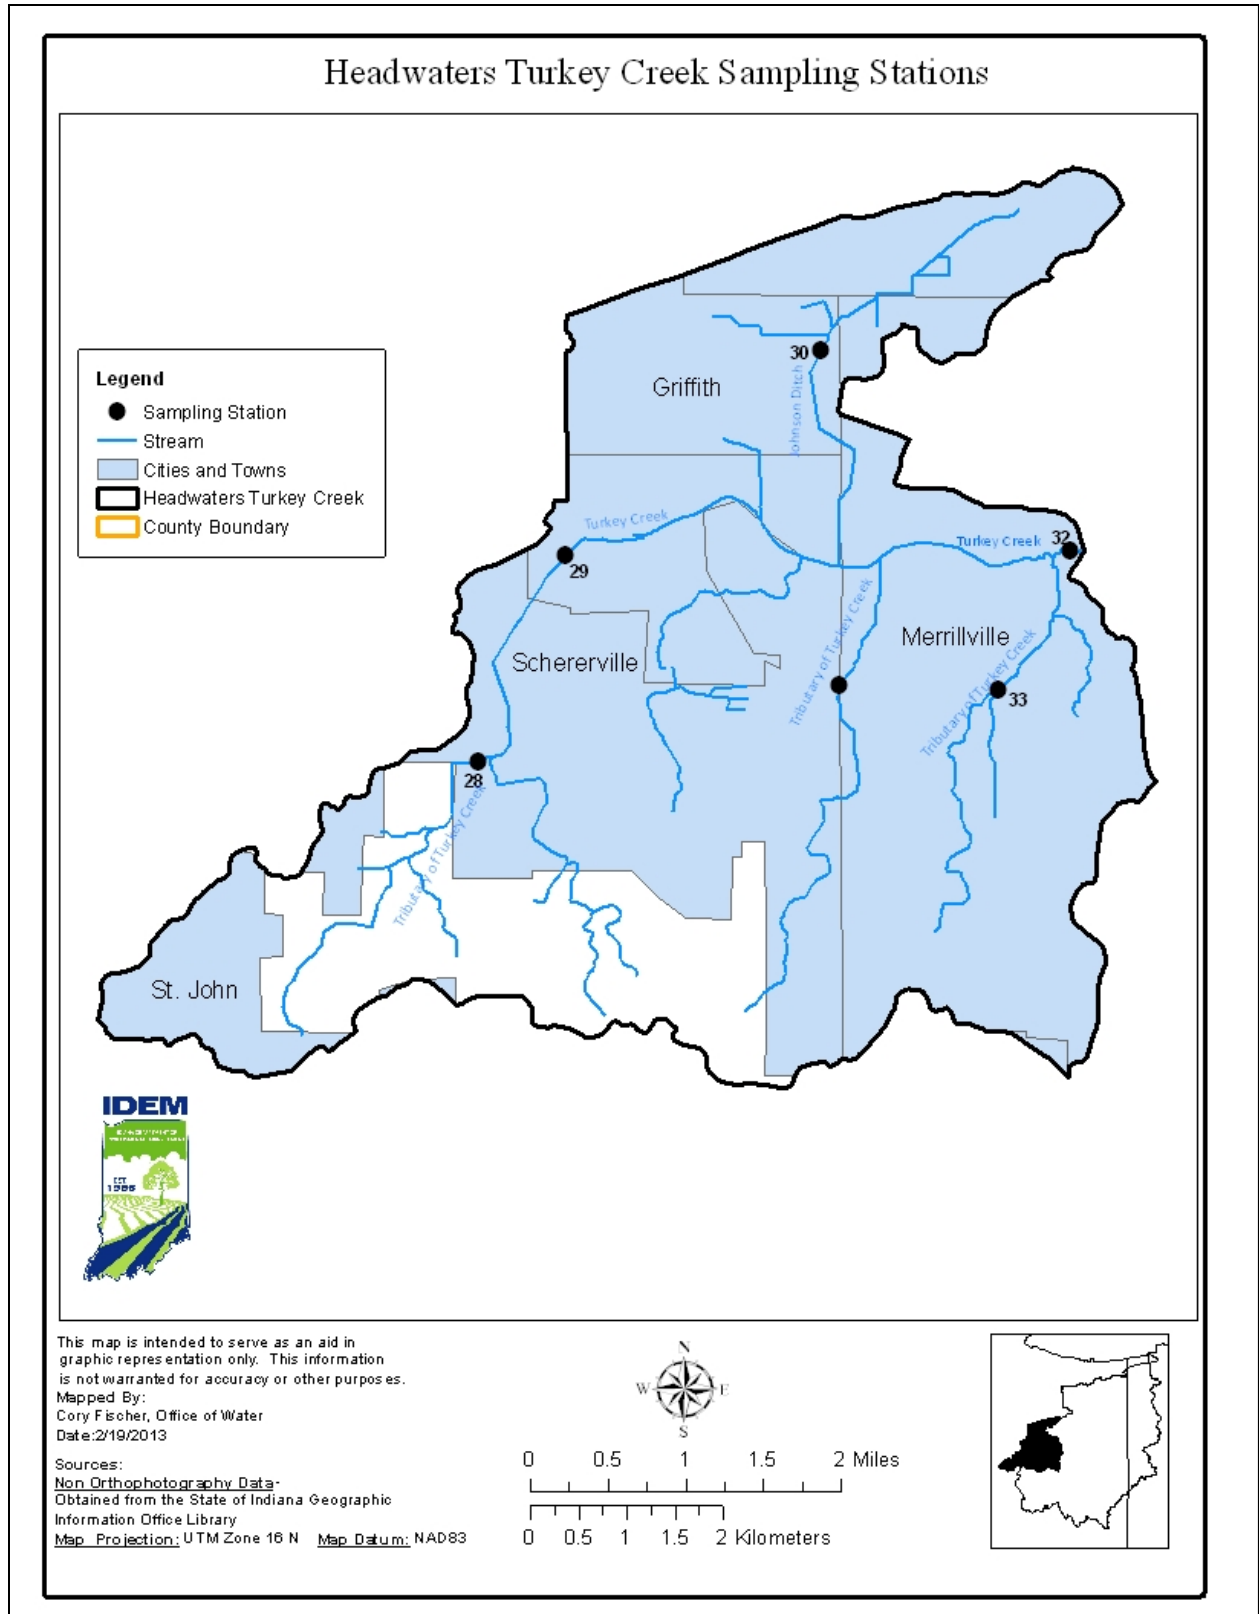 Headwaters Turkey Creek Sampling Stations
30
Griffith
Johnson Ditch
Legend
Sampling Station
Stream
Cities and Towns
Headwaters Turkey Creek
County Boundary
Turkey Creek
29
Turkey Creek
32
Schererville
Merrillville
Tributary of Turkey Creek
Tributary of Turkey Creek
33
28
Tributary of Turkey Creek
St. John
IDEM
EST.
1986
This map is intended to serve as an aid in
graphic representation only. This information
is not warranted for accuracy or other purposes.
Mapped By:
Cory Fischer, Office of Water
Date:2/19/2013
Sources:
Non Orthophotography Data-
Obtained from the State of Indiana Geographic
Information Office Library
Map Projection: UTM Zone 16 N Map Datum: NAD83
N
W E
S
0 0.5 1 1.5 2 Miles
0 0.5 1 1.5 2 Kilometers